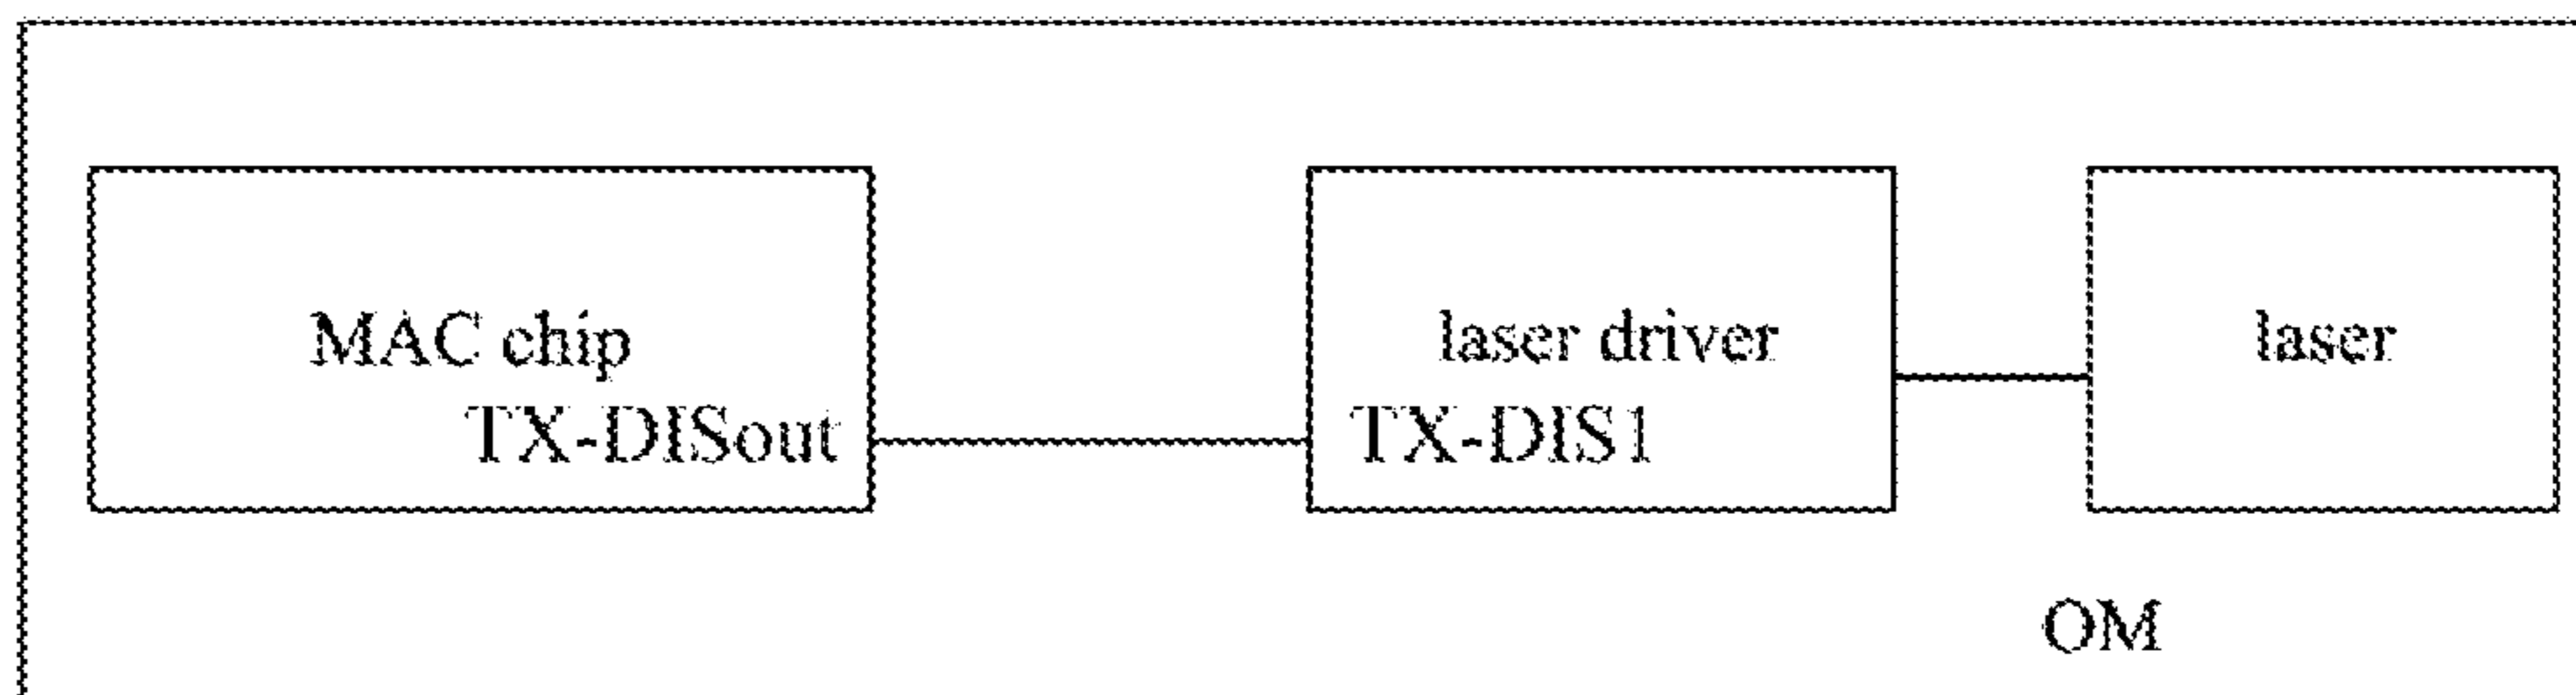 MAC chip
TX-DISout
laser driver
TX-DIS1
laser
OM